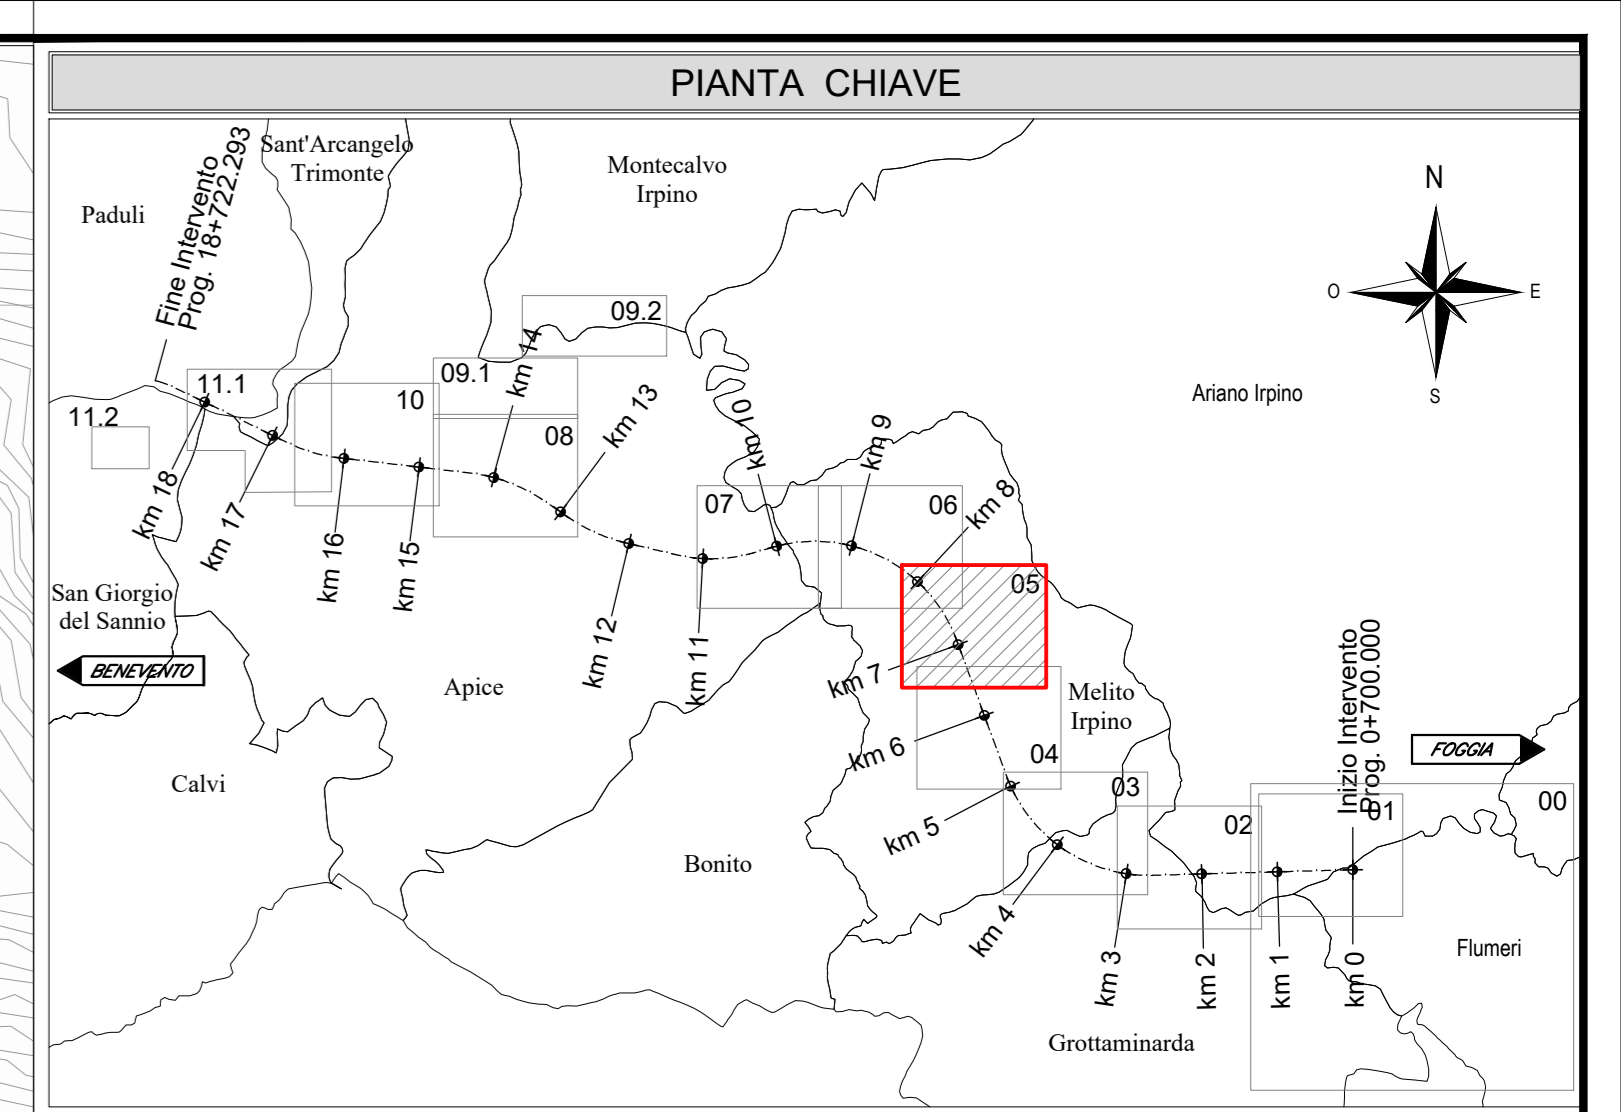 PIANTA CHIAVE
Sant'Arcangelo
Trimonte
Montecalvo
Irpino
Paduli
Fine Intervento
Prog. 18+722.293
N
O
E
S
Ariano Irpino
09.2
09.1
11.1
11.2
10
08
km 14
km 13
km 10
km 9
07
06
km 8
05
km 18
km 17
km 16
km 15
km 12
km 11
km 7
San Giorgio
del Sannio
BENEVENTO
Apice
Melito
Irpino
km 6
04
Inizio Intervento
Prog. 0+700.000
FOGGIA
Calvi
03
02
01
00
km 5
Bonito
km 4
km 3
km 2
km 1
km 0
Flumeri
Grottaminarda